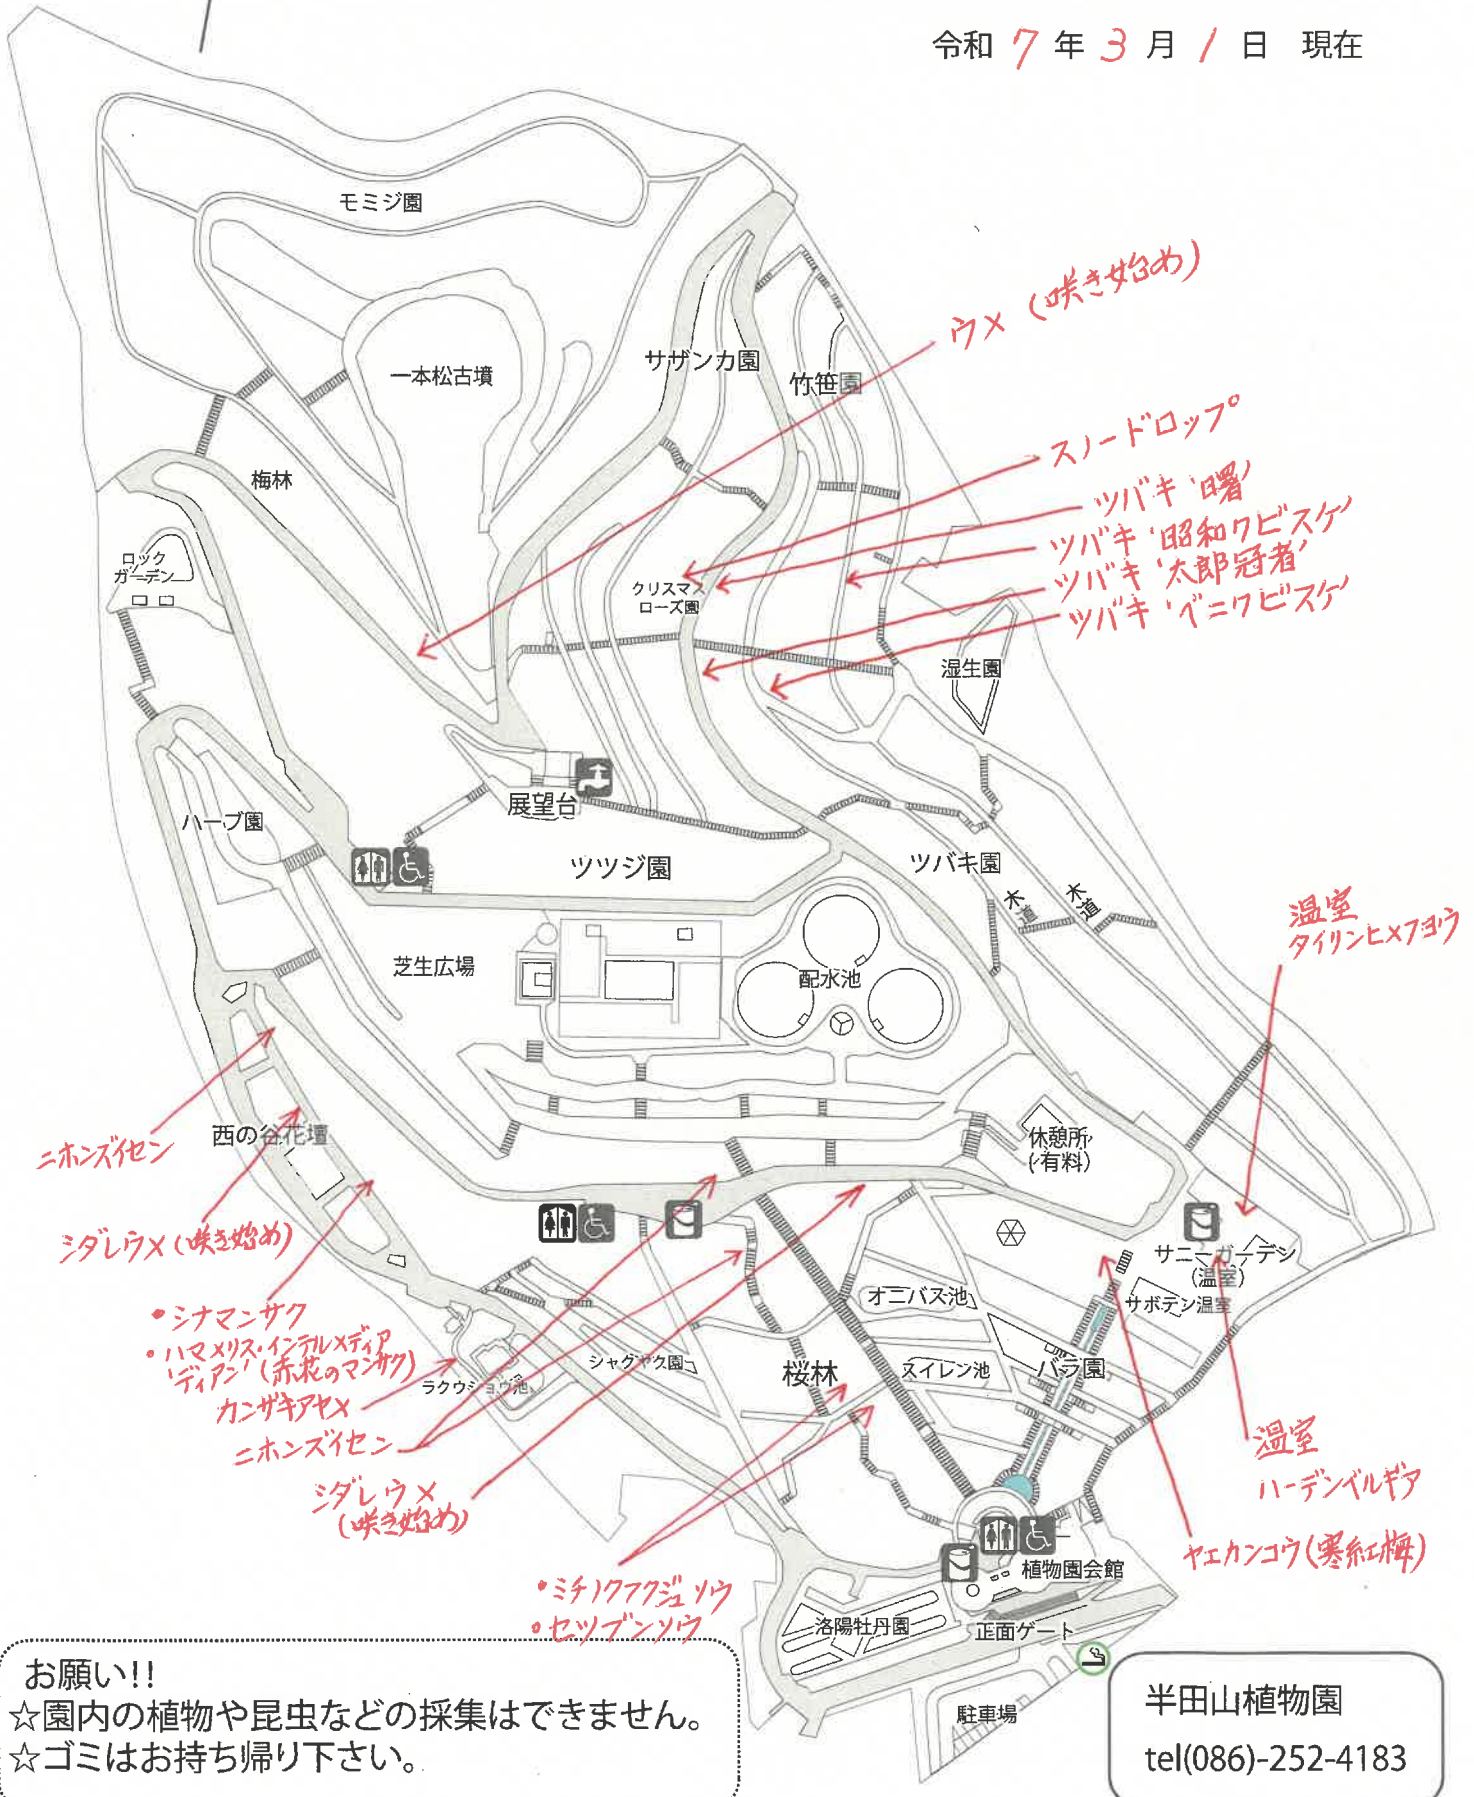 令和 7 年 3 月 1 日 現在
モミジ園
ウメ (咲き始め)
サザンカ園
一本松古墳
竹笹園
スノードロップ
梅林
ツバキ '曙'
ツバキ '昭和ワビスケ'
ロック
ガーデン
ツバキ '太郎冠者'
クリスマス
ローズ園
ツバキ 'ベニワビスケ'
湿生園
展望台
ハーブ園
ツツジ園
ツバキ園
木道
木道
温室
タイリンヒメフヨウ
芝生広場
配水池
ニホンズイセン
西の谷花壇
休憩所
(有料)
シダレウメ (咲き始め)
サニーガーデン
(温室)
オニバス池
サボテン温室
・シナマンサク
・ハマメリス・インテルメディア
'ディアン' (赤花のマンサク)
シャクヤク園
桜林
スイレン池
バラ園
ラクウショウ池
カンザキアヤメ
ニホンズイセン
温室
ハーデンベルギア
シダレウメ
(咲き始め)
ヤエカンコウ (寒紅梅)
植物園会館
・ミチノクフクジュソウ
・セツブンソウ
洛陽牡丹園
正面ゲート
駐車場
お願い!!
☆園内の植物や昆虫などの採集はできません。
☆ゴミはお持ち帰り下さい。
半田山植物園
tel(086)-252-4183